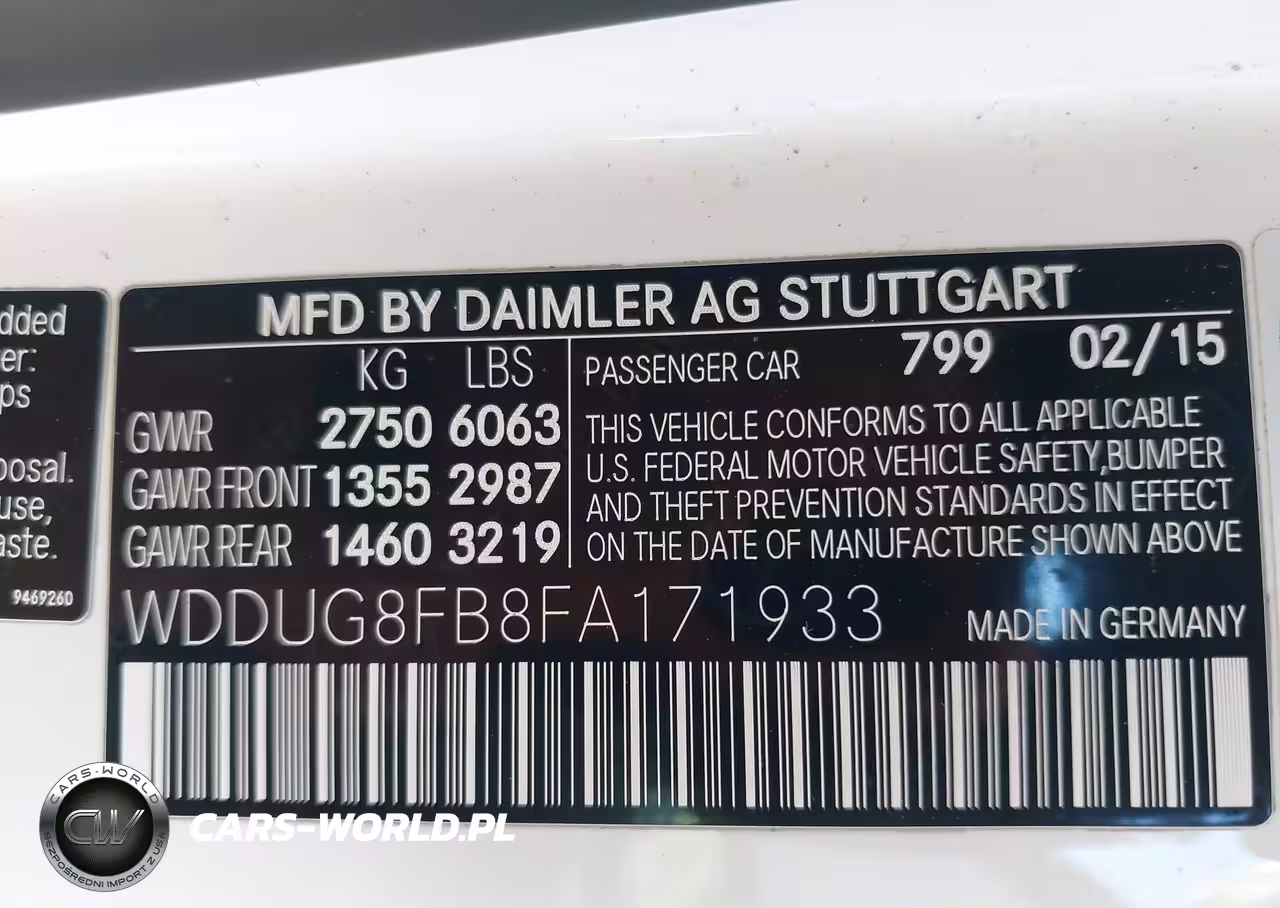 dded
er:
ps
posal.
use,
aste.
9469260
MFD BY DAIMLER AG STUTTGART
KG LBS
GVWR 2750 6063
GAWR FRONT 1355 2987
GAWR REAR 1460 3219
PASSENGER CAR 799 02/15
THIS VEHICLE CONFORMS TO ALL APPLICABLE
U.S. FEDERAL MOTOR VEHICLE SAFETY,BUMPER
AND THEFT PREVENTION STANDARDS IN EFFECT
ON THE DATE OF MANUFACTURE SHOWN ABOVE
WDDUG8FB8FA171933 MADE IN GERMANY
CARS-WORLD
CW
BEZPOŚREDNI IMPORT Z USA
CARS-WORLD.PL